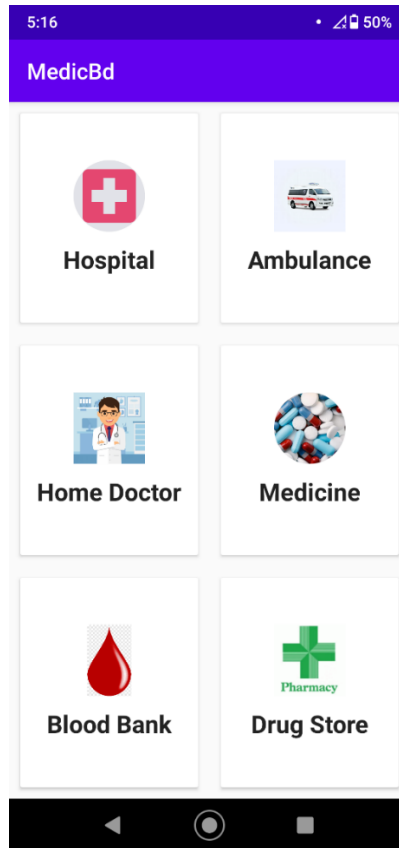 5:16 50%
MedicBd
Hospital
Ambulance
Home Doctor
Medicine
Blood Bank
Pharmacy
Drug Store